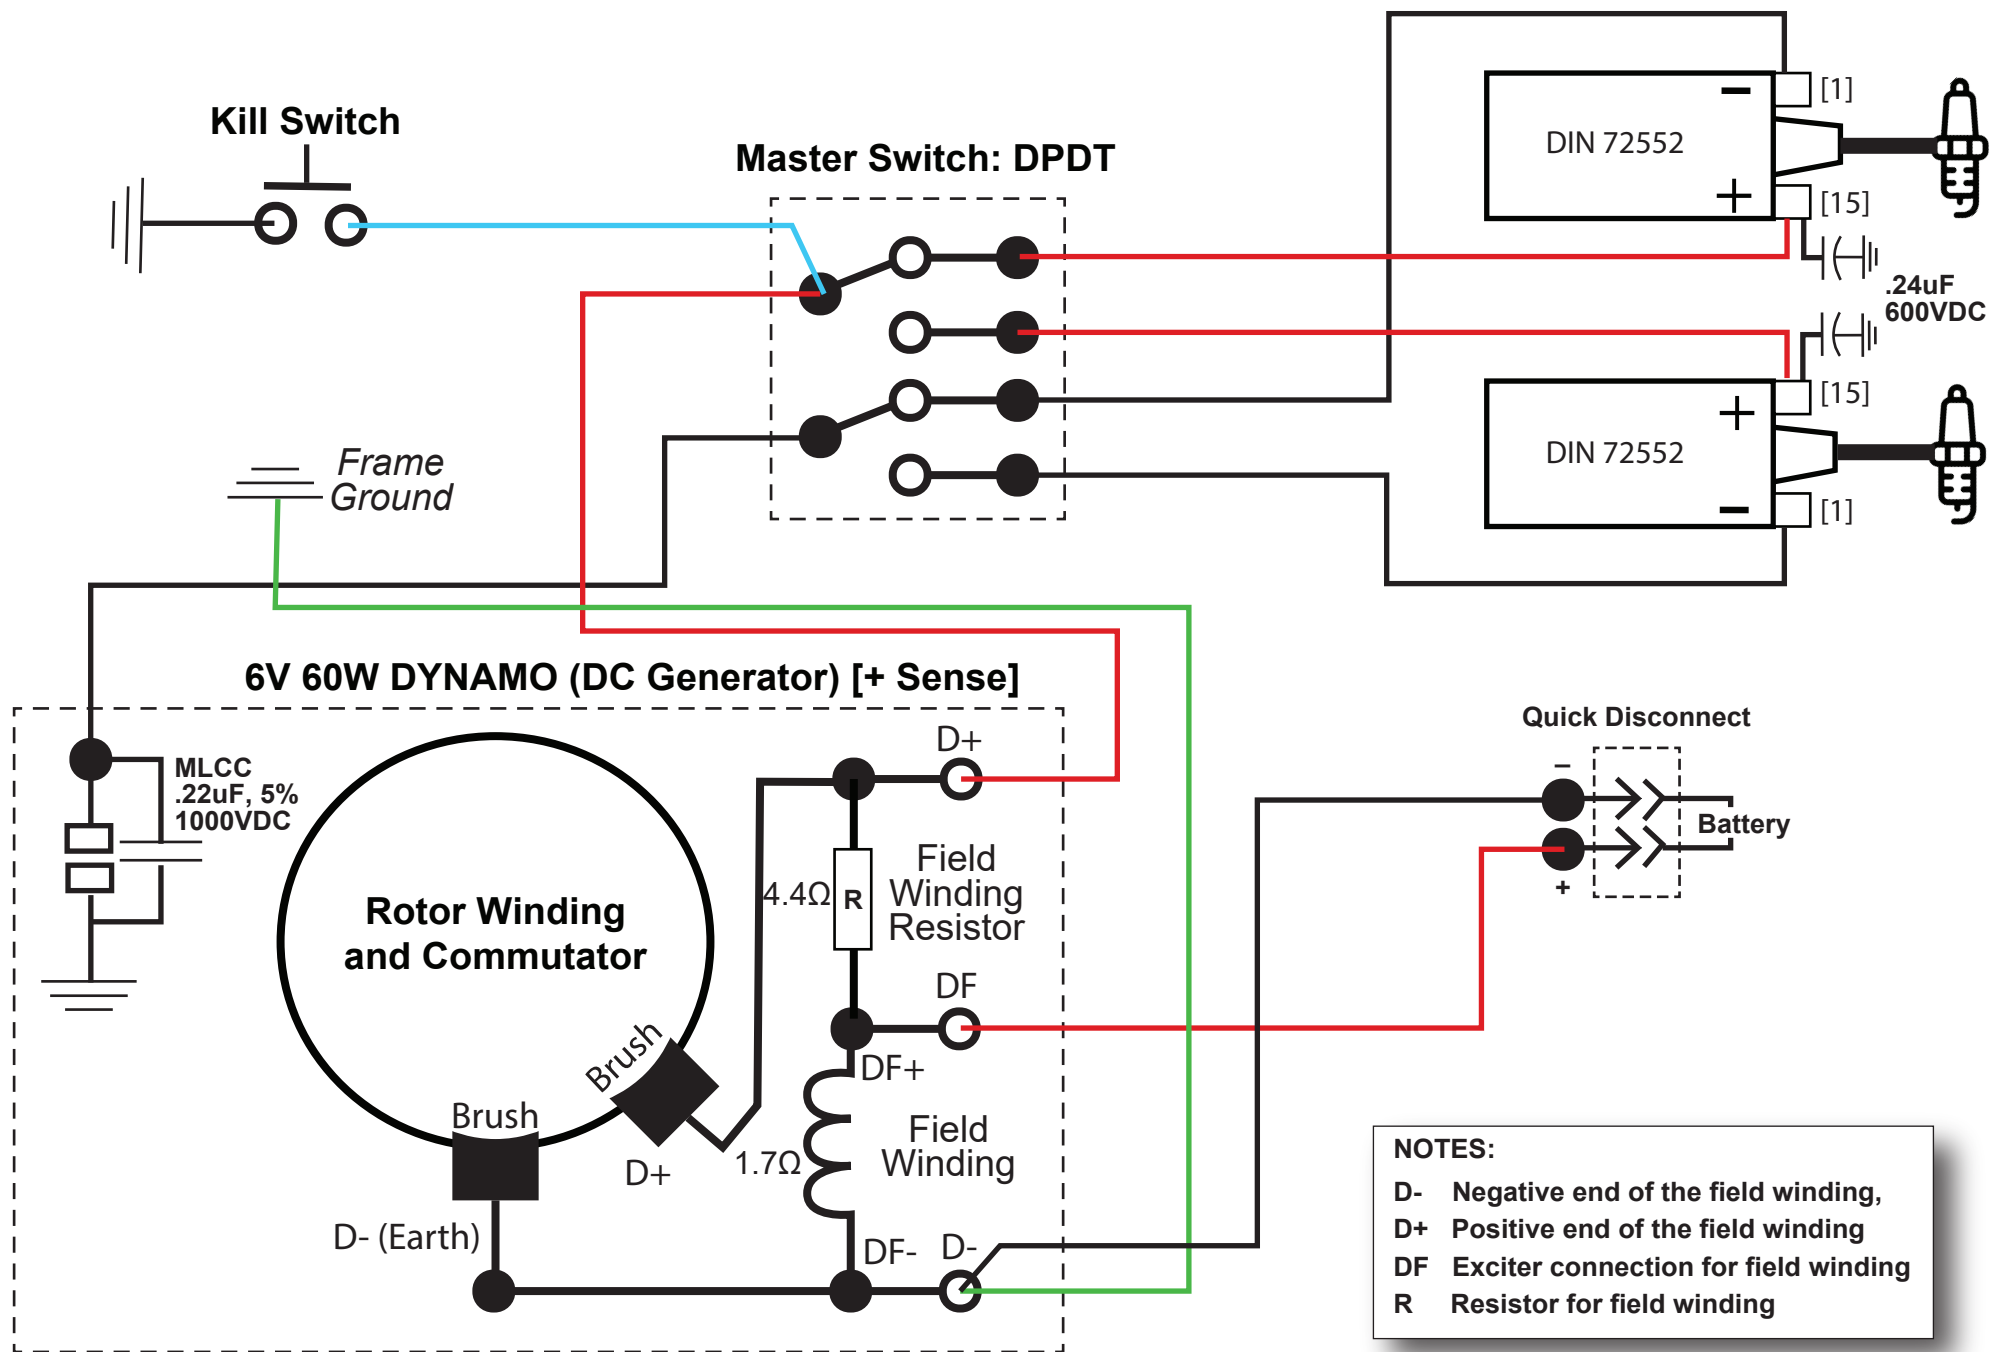 Kill Switch
Master Switch: DPDT
−
[1]
DIN 72552
+
[15]
.24uF
600VDC
[15]
+
DIN 72552
−
[1]
Frame
Ground
6V 60W DYNAMO (DC Generator) [+ Sense]
MLCC
.22uF, 5%
1000VDC
D+
Rotor Winding
and Commutator
4.4Ω
R
Field
Winding
Resistor
DF
DF+
Brush
Brush
D+
1.7Ω
Field
Winding
D- (Earth)
DF-
D-
Quick Disconnect
−
Battery
+
NOTES:
D- Negative end of the field winding,
D+ Positive end of the field winding
DF Exciter connection for field winding
R Resistor for field winding